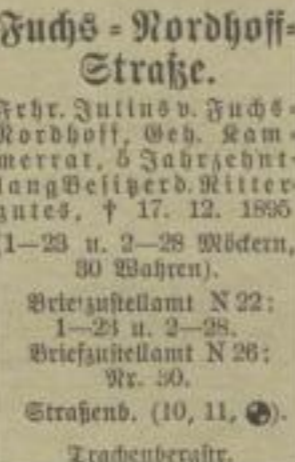 Fuchs-Nordhoff-
Straße.
Frhr. Julius v. Fuchs-
Nordhoff, Geh. Kam-
merrat, 5 Jahrzehnt-
lang Besitzer d. Ritter-
gutes, † 17. 12. 1895
(1—23 u. 2—28 Möckern,
30 Wahren).
Briefzustellamt N 22:
1—23 u. 2—28.
Briefzustellamt N 26:
Nr. 30.
Straßenb. (10, 11, ).
Trachenbergstr.